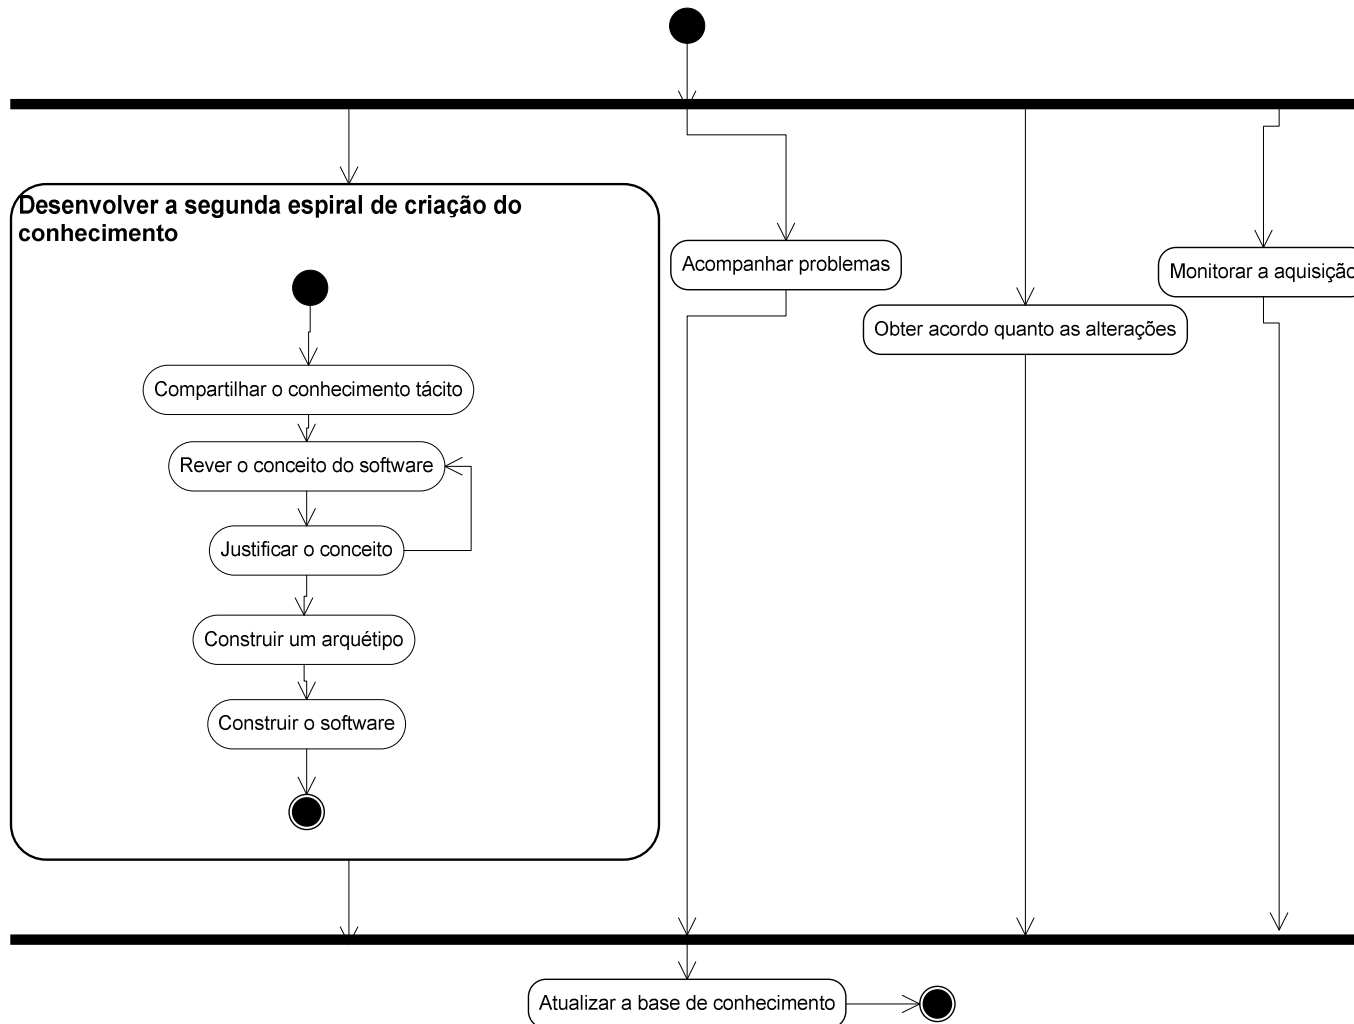 Desenvolver a segunda espiral de criação do
conhecimento
Acompanhar problemas
Monitorar a aquisição
Obter acordo quanto as alterações
Compartilhar o conhecimento tácito
Rever o conceito do software
Justificar o conceito
Construir um arquétipo
Construir o software
Atualizar a base de conhecimento